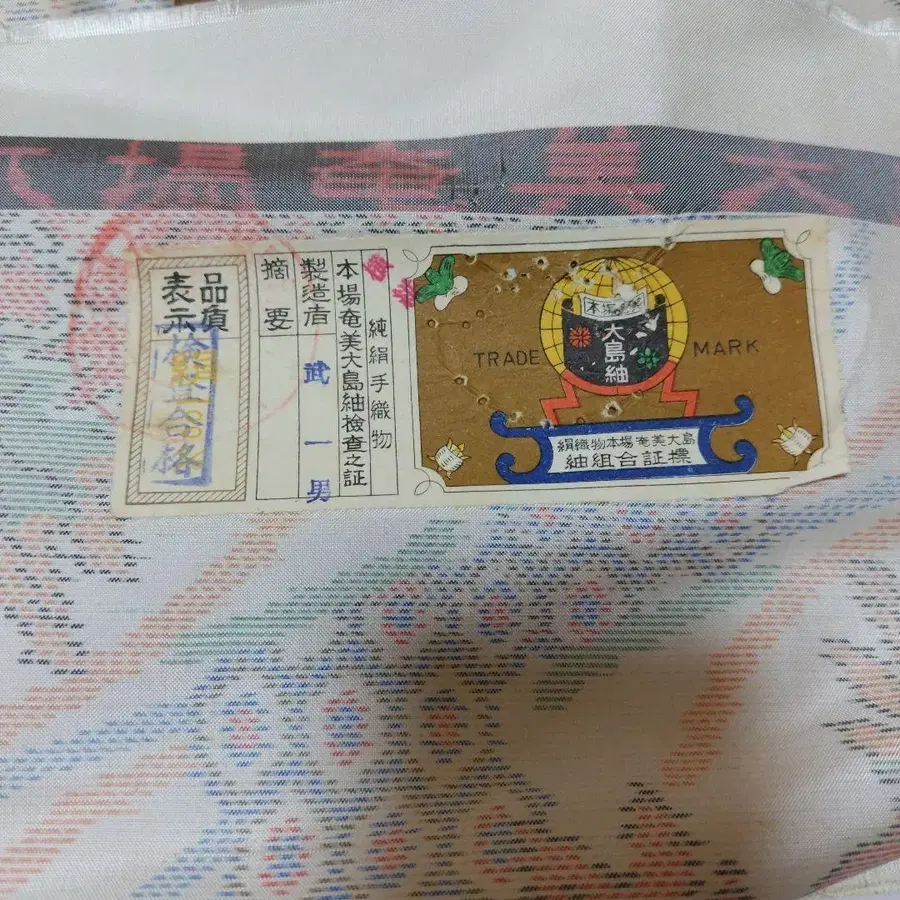 大美奄場
純絹手織物
本場奄美大島紬検査之証
製造者 武一男
摘要
品質
表示
検査合格
TRADE MARK
本場
大島紬
絹織物本場奄美大島
紬組合証標